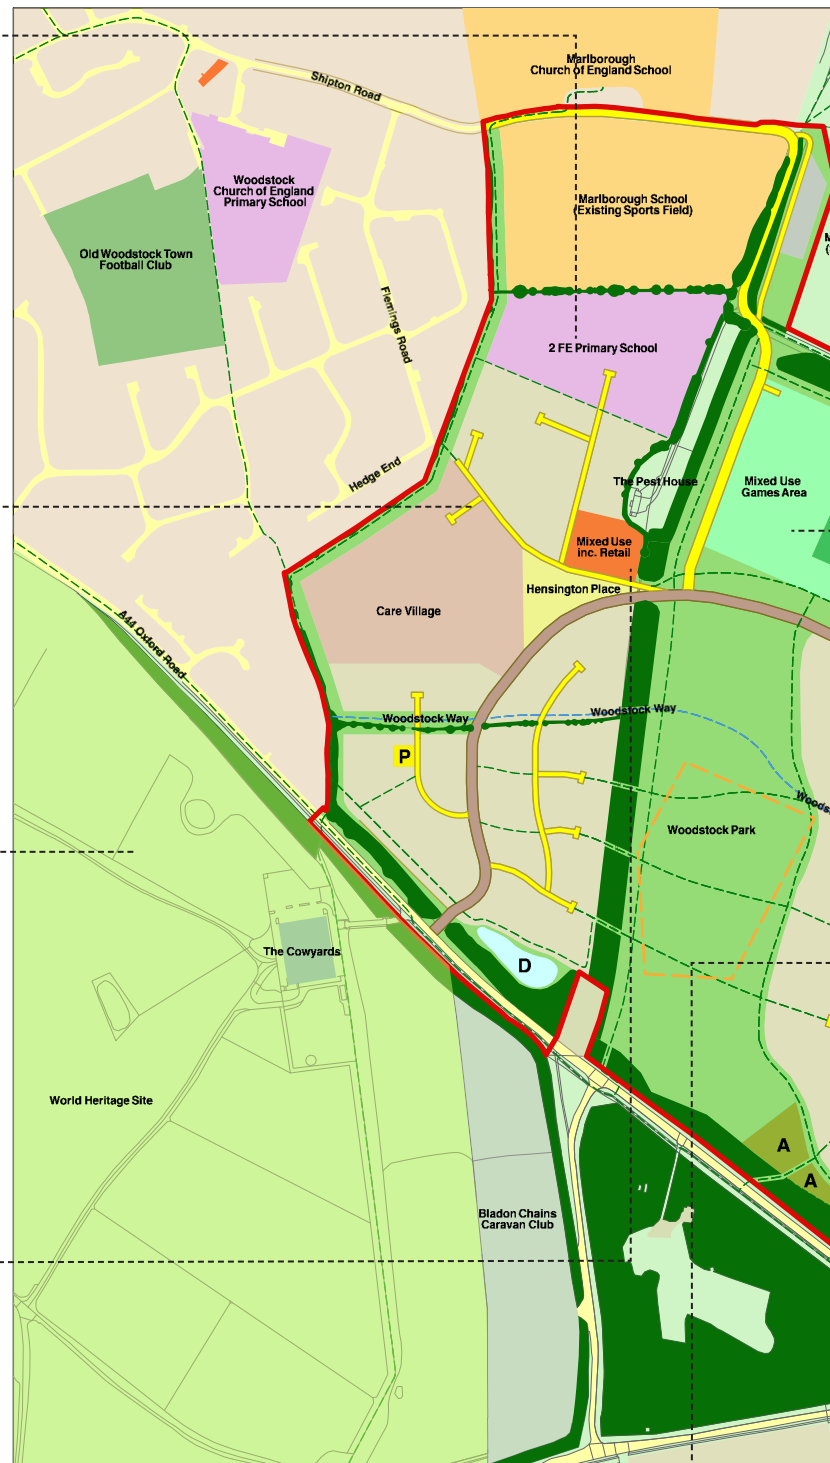 Marlborough
Church of England School
Shipton Road
Woodstock
Church of England
Primary School
Marlborough School
(Existing Sports Field)
M
(
Old Woodstock Town
Football Club
Flemings Road
2 FE Primary School
Hedge End
The Pest House
Mixed Use
Games Area
Mixed Use
inc. Retail
Hensington Place
Care Village
A44 Oxford Road
Woodstock Way
Woodstock Way
P
Woods
Woodstock Park
The Cowyards
D
World Heritage Site
A
A
Bladon Chains
Caravan Club